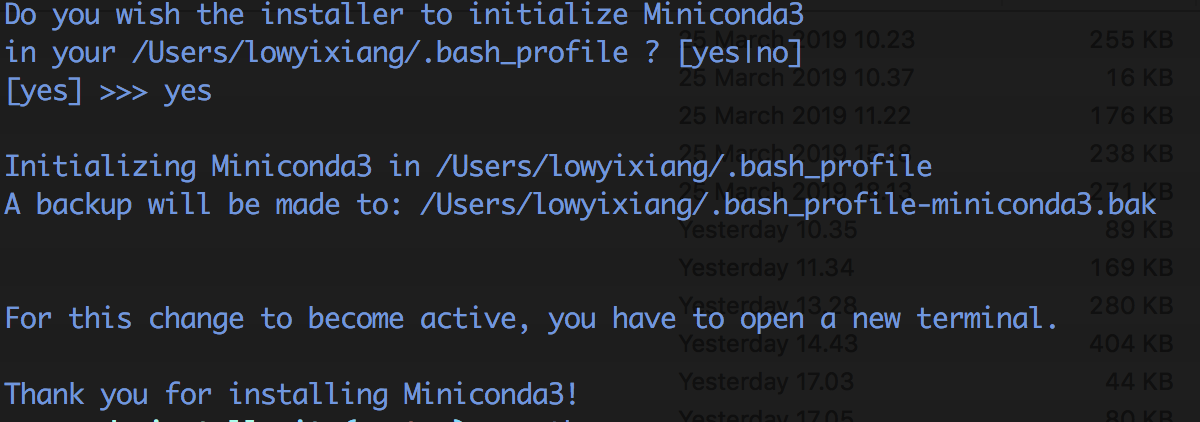 Do you wish the installer to initialize Miniconda3
in your /Users/lowyixiang/.bash_profile ? [yes|no]
[yes] >>> yes
Initializing Miniconda3 in /Users/lowyixiang/.bash_profile
A backup will be made to: /Users/lowyixiang/.bash_profile-miniconda3.bak
For this change to become active, you have to open a new terminal.
Thank you for installing Miniconda3!
25 March 2019 10.23 255 KB
25 March 2019 10.37 16 KB
25 March 2019 11.22 176 KB
25 March 2019 15.18 238 KB
25 March 2019 18.13 271 KB
Yesterday 10.35 89 KB
Yesterday 11.34 169 KB
Yesterday 13.28 280 KB
Yesterday 14.43 404 KB
Yesterday 17.03 44 KB
Yesterday 17.05 80 KB